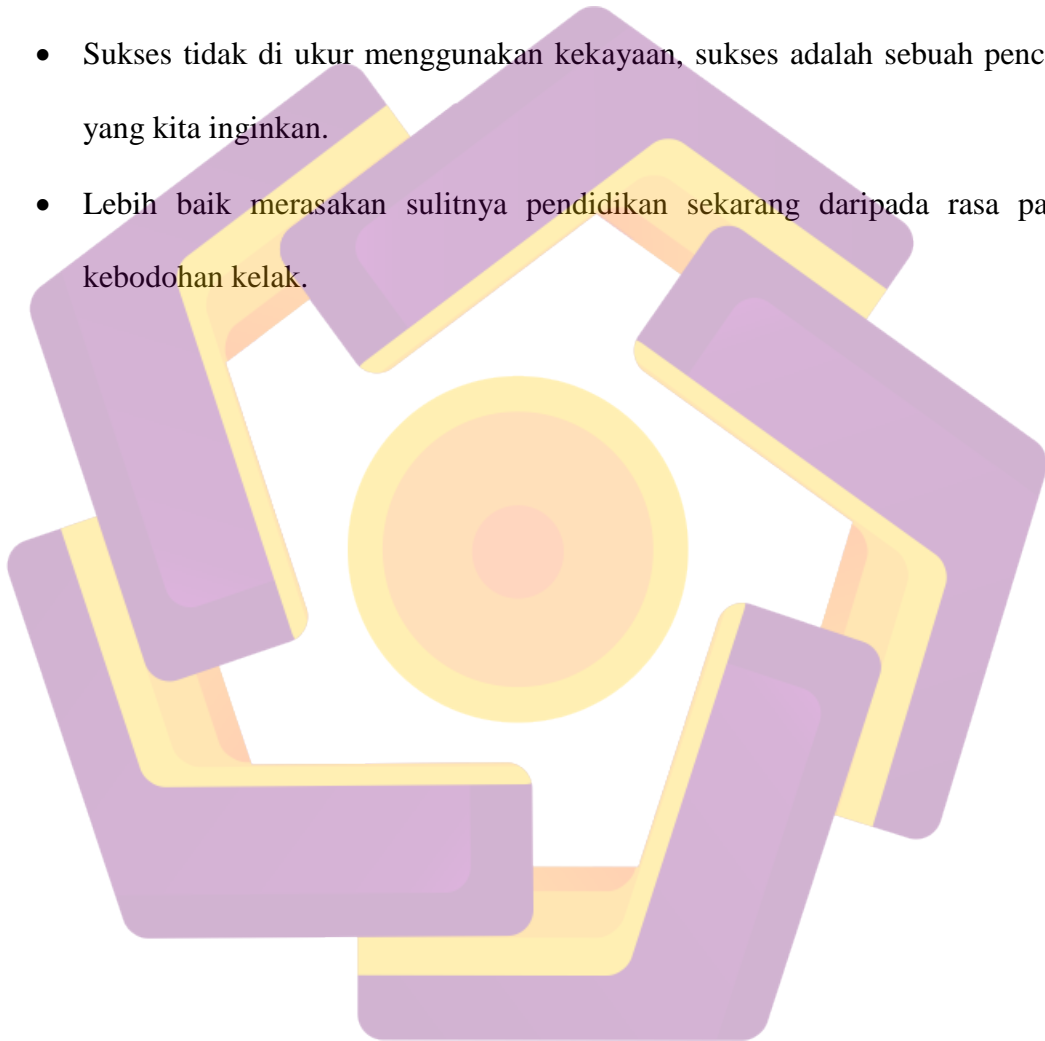 • Sukses tidak di ukur menggunakan kekayaan, sukses adalah sebuah penc
yang kita inginkan.
• Lebih baik merasakan sulitnya pendidikan sekarang daripada rasa pa
kebodohan kelak.